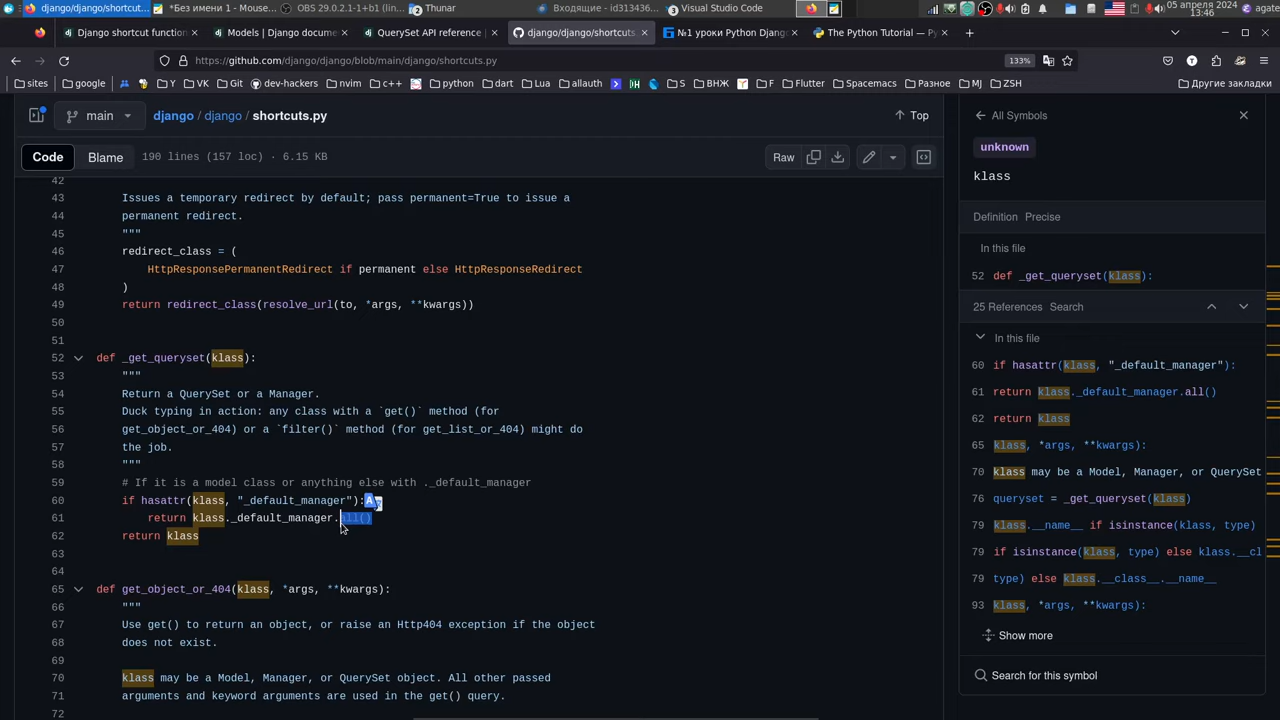 django/django/shortcut...
*Без имени 1 - Mouse...
OBS 29.0.2.1-1+b1 (lin...
2 Thunar
Входящие - id313436...
3 Visual Studio Code
05 апреля 2024
13:46
agate
Django shortcut function
Models | Django docume
QuerySet API reference |
django/django/shortcuts
№1 уроки Python Django
The Python Tutorial — Py
https://github.com/django/django/blob/main/django/shortcuts.py
133%
sites
google
Y
VK
Git
dev-hackers
nvim
c++
python
Lua
allauth
S
ВНЖ
F
Flutter
Spacemacs
Разное
MJ
ZSH
Другие закладки
main
django / django / shortcuts.py
Top
Code
Blame
190 lines (157 loc) · 6.15 KB
Raw
42
43 Issues a temporary redirect by default; pass permanent=True to issue a
44 permanent redirect.
45 """
46 redirect_class = (
47 HttpResponsePermanentRedirect if permanent else HttpResponseRedirect
48 )
49 return redirect_class(resolve_url(to, *args, **kwargs))
50
51
52 def _get_queryset(klass):
53 """
54 Return a QuerySet or a Manager.
55 Duck typing in action: any class with a `get()` method (for
56 get_object_or_404) or a `filter()` method (for get_list_or_404) might do
57 the job.
58 """
59 # If it is a model class or anything else with ._default_manager
60 if hasattr(klass, "_default_manager"):
61 return klass._default_manager.all()
62 return klass
63
64
65 def get_object_or_404(klass, *args, **kwargs):
66 """
67 Use get() to return an object, or raise an Http404 exception if the object
68 does not exist.
69
70 klass may be a Model, Manager, or QuerySet object. All other passed
71 arguments and keyword arguments are used in the get() query.
72
All Symbols
unknown
klass
Definition Precise
In this file
52 def _get_queryset(klass):
25 References Search
In this file
60 if hasattr(klass, "_default_manager"):
61 return klass._default_manager.all()
62 return klass
65 klass, *args, **kwargs):
70 klass may be a Model, Manager, or QuerySet
76 queryset = _get_queryset(klass)
79 klass.__name__ if isinstance(klass, type)
79 if isinstance(klass, type) else klass.__cl
79 type) else klass.__class__.__name__
93 klass, *args, **kwargs):
Show more
Search for this symbol